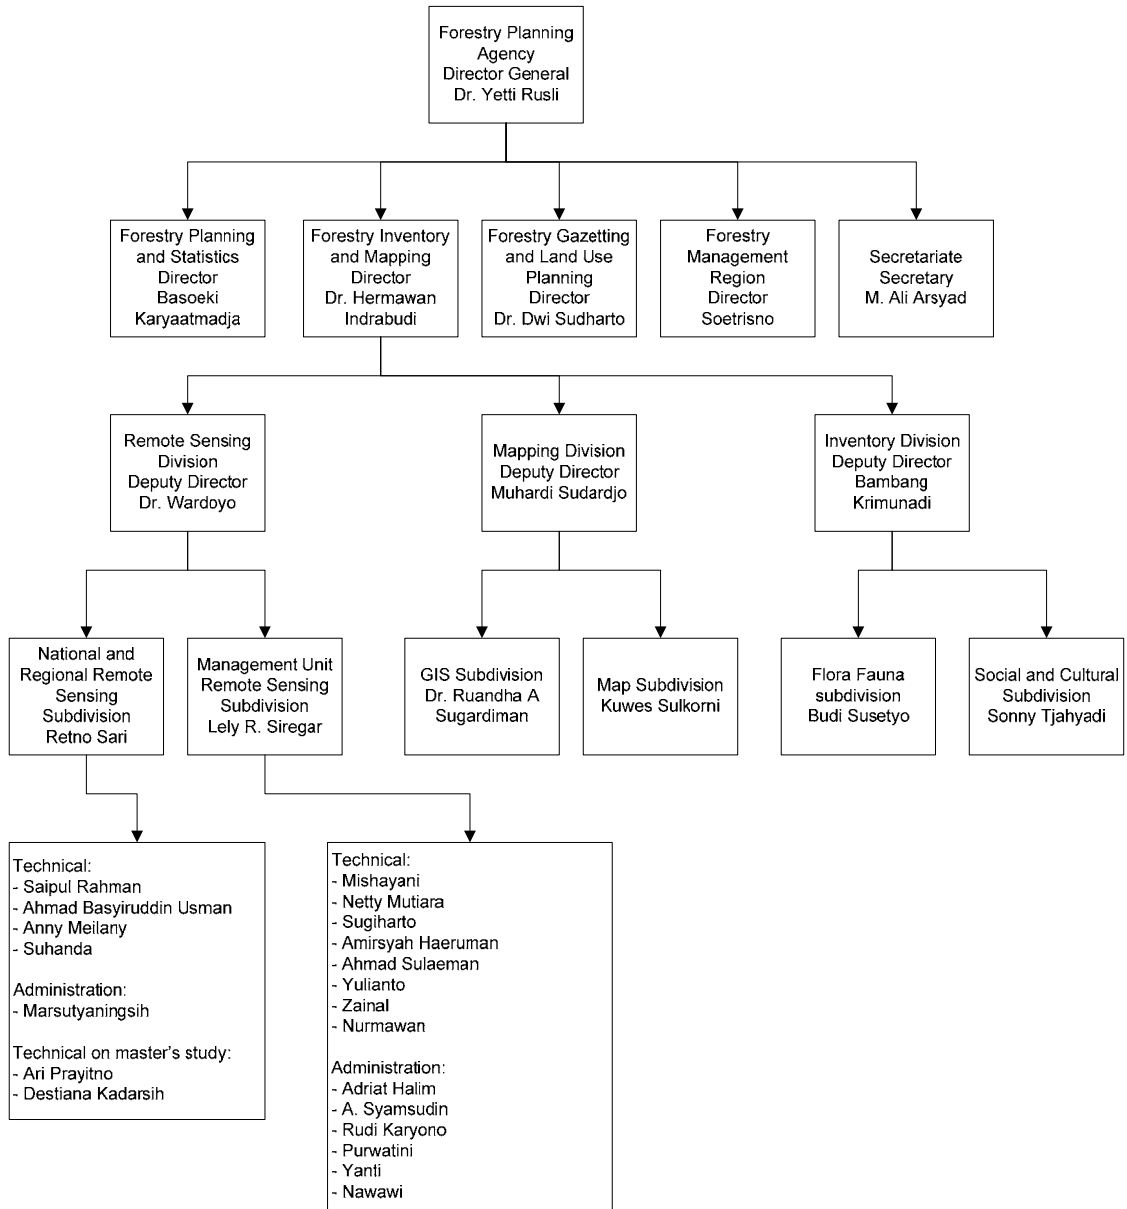 Forestry Planning
Agency
Director General
Dr. Yetti Rusli
Forestry Planning
and Statistics
Director
Basoeki
Karyaatmadja
Forestry Inventory
and Mapping
Director
Dr. Hermawan
Indrabudi
Forestry Gazetting
and Land Use
Planning
Director
Dr. Dwi Sudharto
Forestry
Management
Region
Director
Soetrisno
Secretariate
Secretary
M. Ali Arsyad
Remote Sensing
Division
Deputy Director
Dr. Wardoyo
Mapping Division
Deputy Director
Muhardi Sudardjo
Inventory Division
Deputy Director
Bambang
Krimunadi
National and
Regional Remote
Sensing
Subdivision
Retno Sari
Management Unit
Remote Sensing
Subdivision
Lely R. Siregar
GIS Subdivision
Dr. Ruandha A
Sugardiman
Map Subdivision
Kuwes Sulkorni
Flora Fauna
subdivision
Budi Susetyo
Social and Cultural
Subdivision
Sonny Tjahyadi
Technical:
- Saipul Rahman
- Ahmad Basyiruddin Usman
- Anny Meilany
- Suhanda
Administration:
- Marsutyaningsih
Technical on master's study:
- Ari Prayitno
- Destiana Kadarsih
Technical:
- Mishayani
- Netty Mutiara
- Sugiharto
- Amirsyah Haeruman
- Ahmad Sulaeman
- Yulianto
- Zainal
- Nurmawan
Administration:
- Adriat Halim
- A. Syamsudin
- Rudi Karyono
- Purwatini
- Yanti
- Nawawi